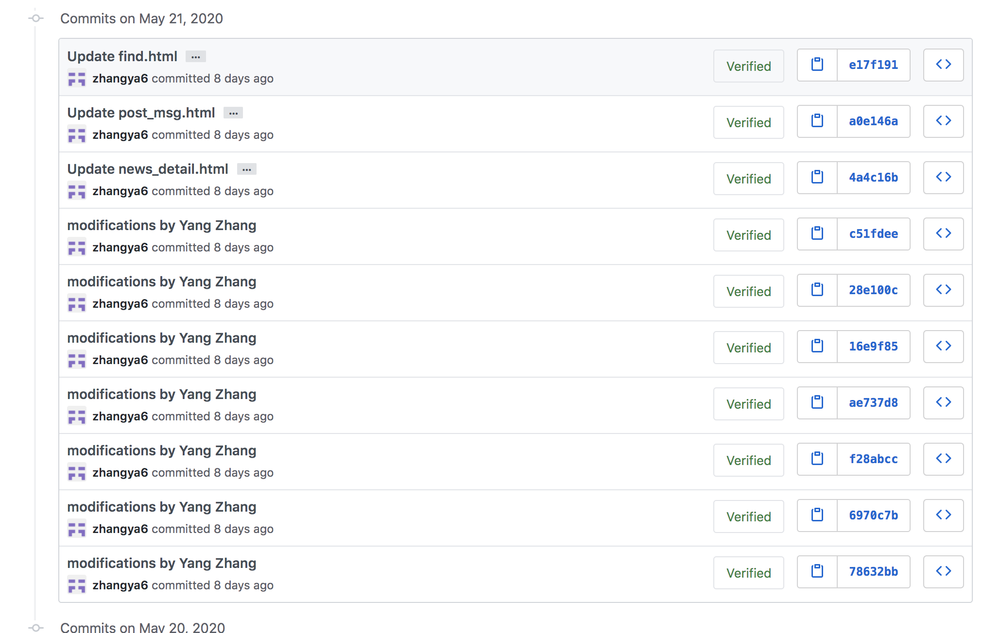 Commits on May 21, 2020
Update find.html ...
Verified e17f191
zhangya6 committed 8 days ago
Update post_msg.html ...
Verified a0e146a
zhangya6 committed 8 days ago
Update news_detail.html ...
Verified 4a4c16b
zhangya6 committed 8 days ago
modifications by Yang Zhang
Verified c51fdee
zhangya6 committed 8 days ago
modifications by Yang Zhang
Verified 28e100c
zhangya6 committed 8 days ago
modifications by Yang Zhang
Verified 16e9f85
zhangya6 committed 8 days ago
modifications by Yang Zhang
Verified ae737d8
zhangya6 committed 8 days ago
modifications by Yang Zhang
Verified f28abcc
zhangya6 committed 8 days ago
modifications by Yang Zhang
Verified 6970c7b
zhangya6 committed 8 days ago
modifications by Yang Zhang
Verified 78632bb
zhangya6 committed 8 days ago
Commits on May 20, 2020